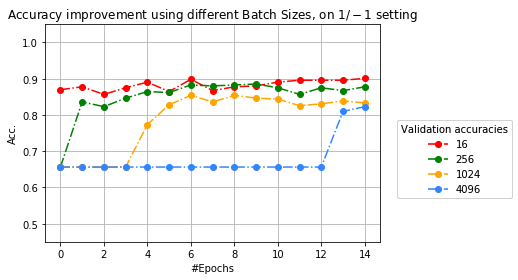 Accuracy improvement using different Batch Sizes, on 1/−1 setting
1.0
0.9
0.8
0.7
0.6
0.5
Acc.
0 2 4 6 8 10 12 14
#Epochs
Validation accuracies
16
256
1024
4096